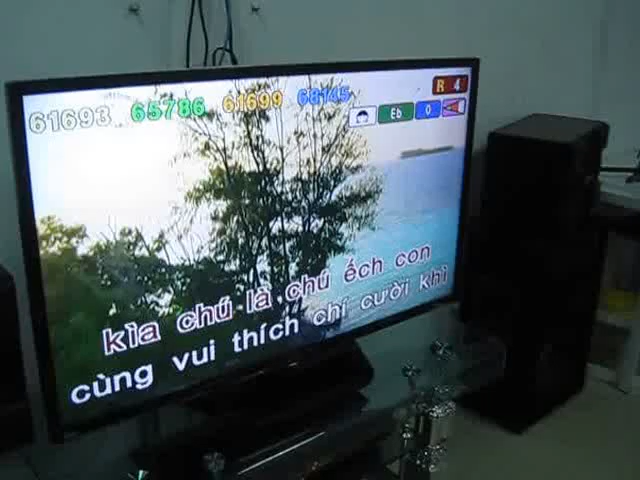 61693 65786 61699 68145
R 4
Eb 0
kìa chú là chú ếch con
cùng vui thích chí cười khì